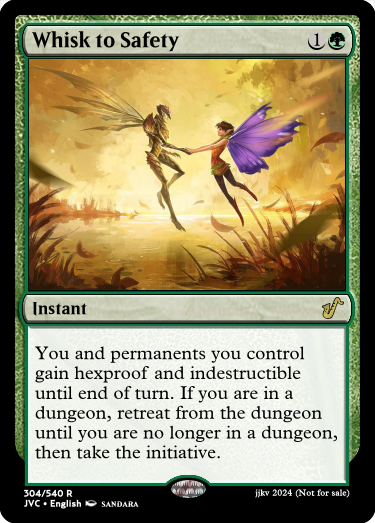 Whisk to Safety 1
Instant
You and permanents you control
gain hexproof and indestructible
until end of turn. If you are in a
dungeon, retreat from the dungeon
until you are no longer in a dungeon,
then take the initiative.
304/540 R
JVC • English SANDARA
jjkv 2024 (Not for sale)